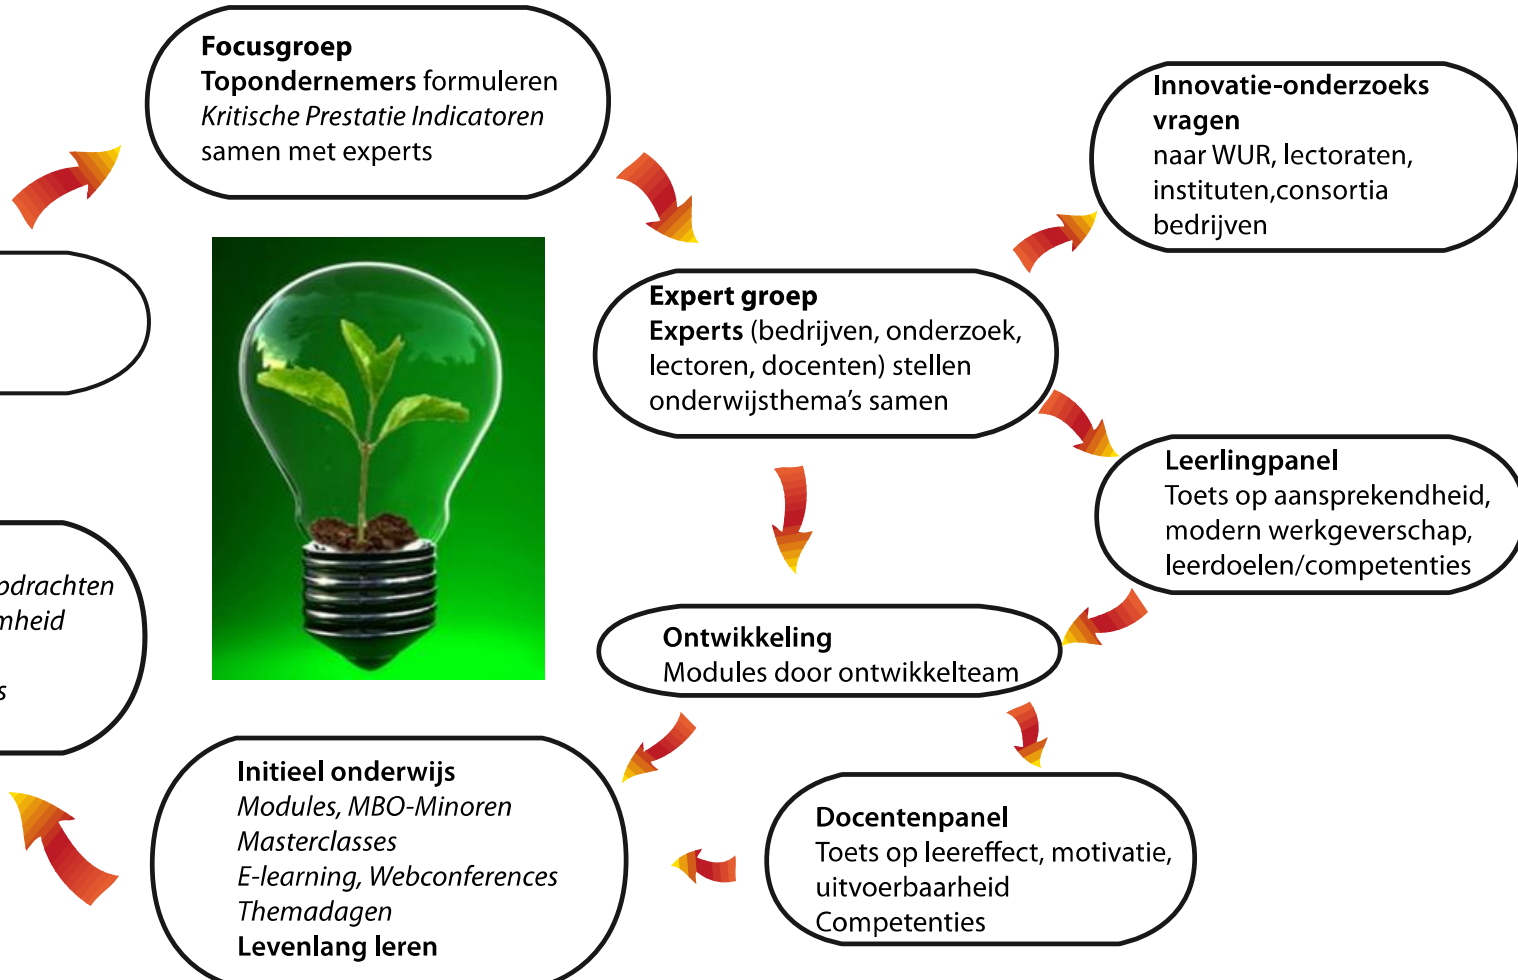 Focusgroep
Topondernemers formuleren
Kritische Prestatie Indicatoren
samen met experts
Innovatie-onderzoeks
vragen
naar WUR, lectoraten,
instituten,consortia
bedrijven
Expert groep
Experts (bedrijven, onderzoek,
lectoren, docenten) stellen
onderwijsthema's samen
Leerlingpanel
Toets op aansprekendheid,
modern werkgeverschap,
leerdoelen/competenties
Ontwikkeling
Modules door ontwikkelteam
Docentenpanel
Toets op leereffect, motivatie,
uitvoerbaarheid
Competenties
Initieel onderwijs
Modules, MBO-Minoren
Masterclasses
E-learning, Webconferences
Themadagen
Levenlang leren